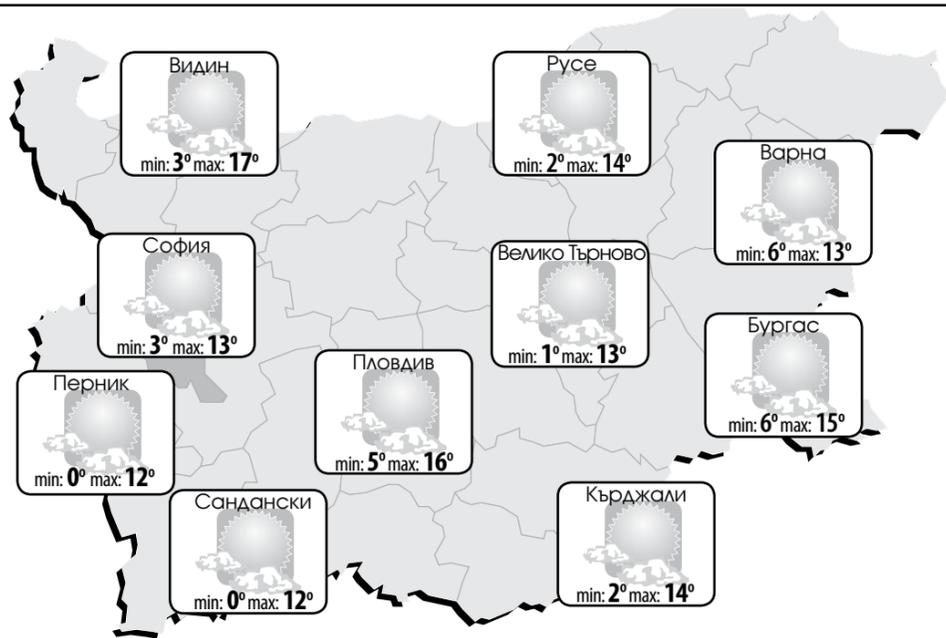 Видин
min: 3° max: 17°
Русе
min: 2° max: 14°
Варна
min: 6° max: 13°
София
min: 3° max: 13°
Велико Търново
min: 1° max: 13°
Бургас
min: 6° max: 15°
Пловдив
min: 5° max: 16°
Перник
min: 0° max: 12°
Сандански
min: 0° max: 12°
Кърджали
min: 2° max: 14°